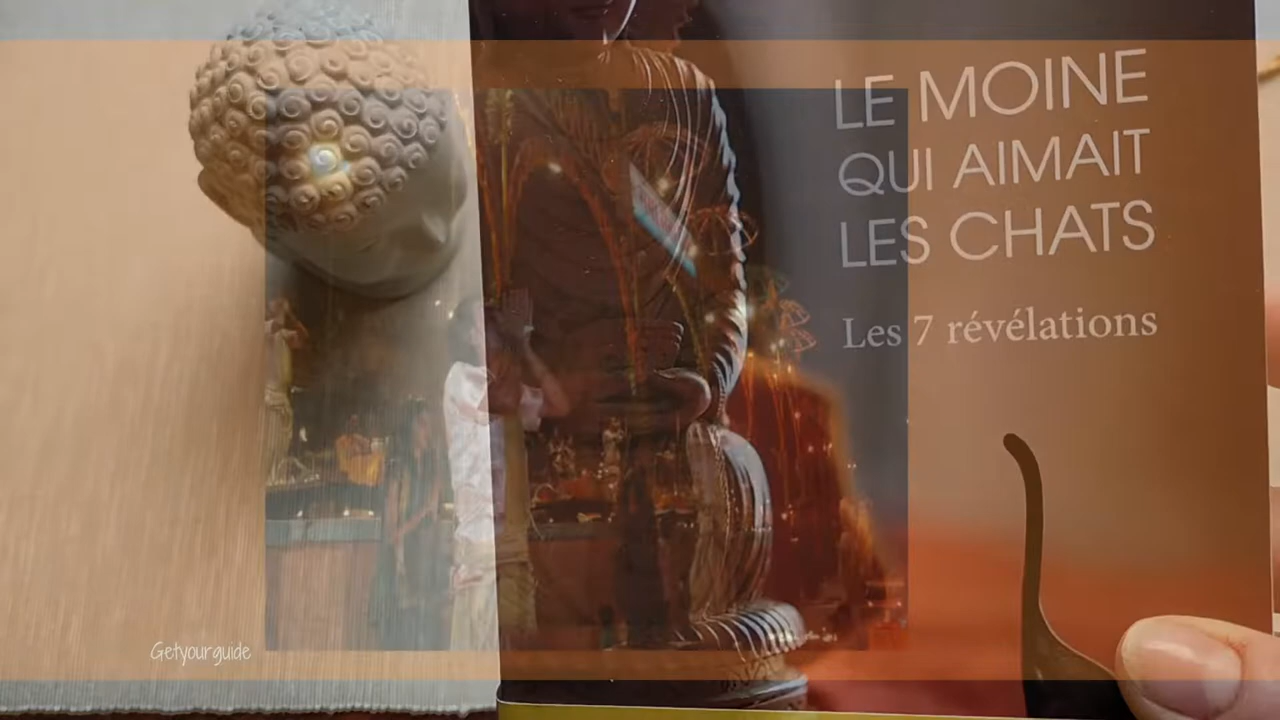 LE MOINE
QUI AIMAIT
LES CHATS
Les 7 révélations
Getyourguide